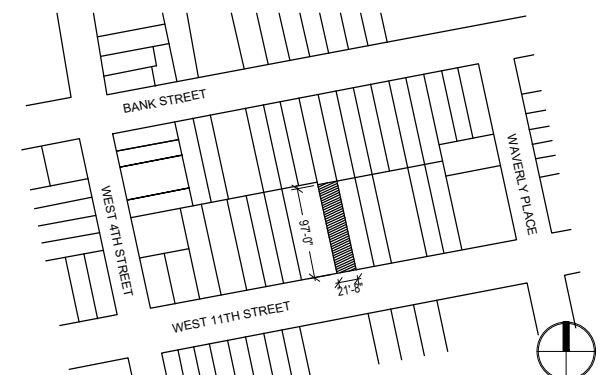 BANK STREET
WEST 4TH STREET
WAVERLY PLACE
97'-0"
21'-8"
WEST 11TH STREET